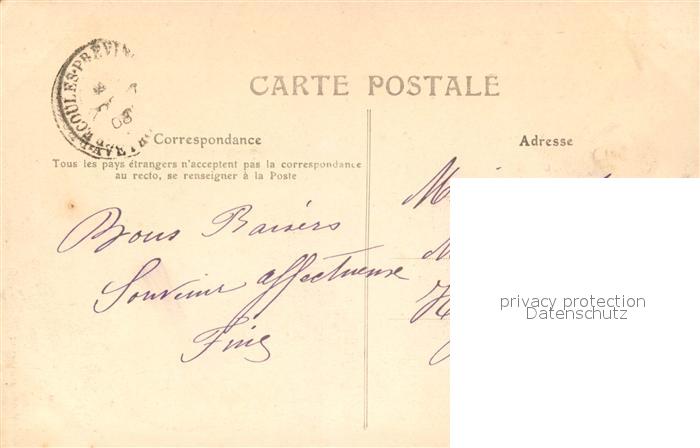 CARTE POSTALE
Correspondance
Tous les pays étrangers n'acceptent pas la correspondance
au recto, se renseigner à la Poste
Bons Baisers
Souvenir affectueuse
Adresse
privacy protection
Datenschutz